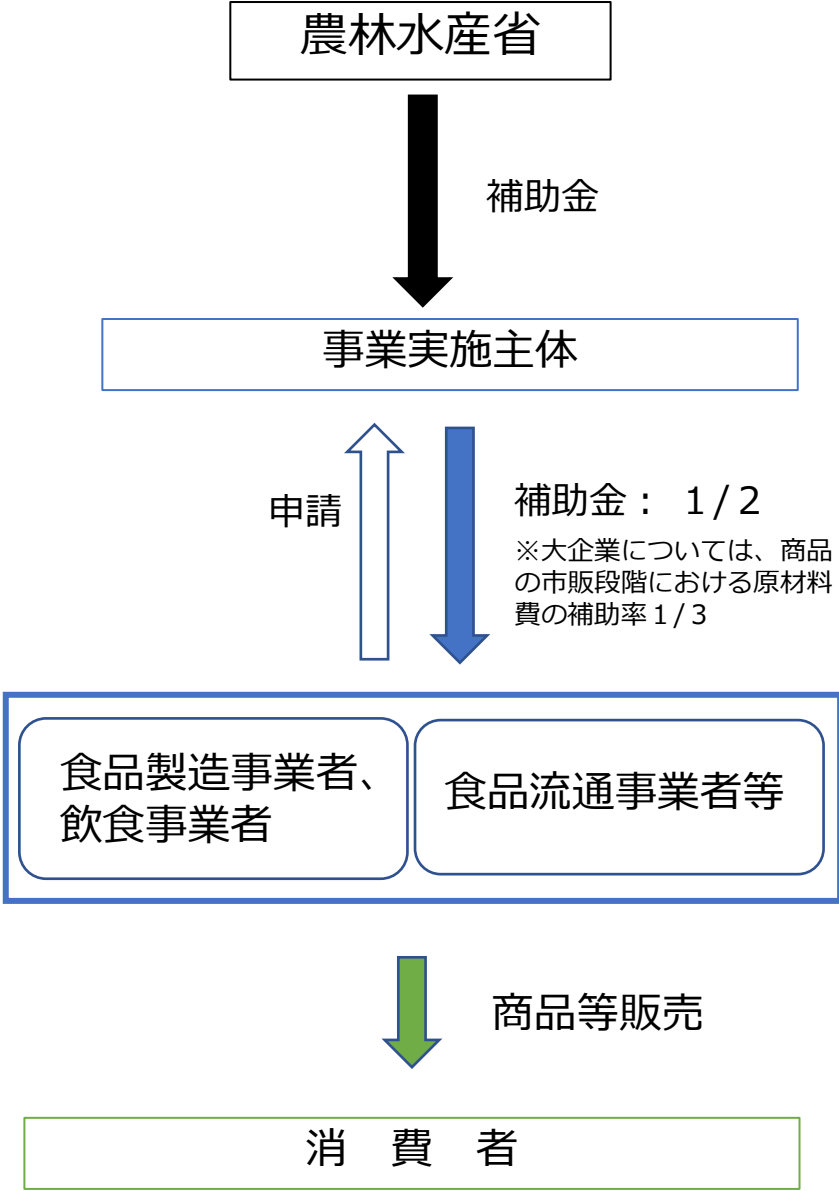 農林水産省
補助金
事業実施主体
申請
補助金： １/２
※大企業については、商品
の市販段階における原材料
費の補助率１/３
食品製造事業者、
飲食事業者
食品流通事業者等
商品等販売
消　費　者